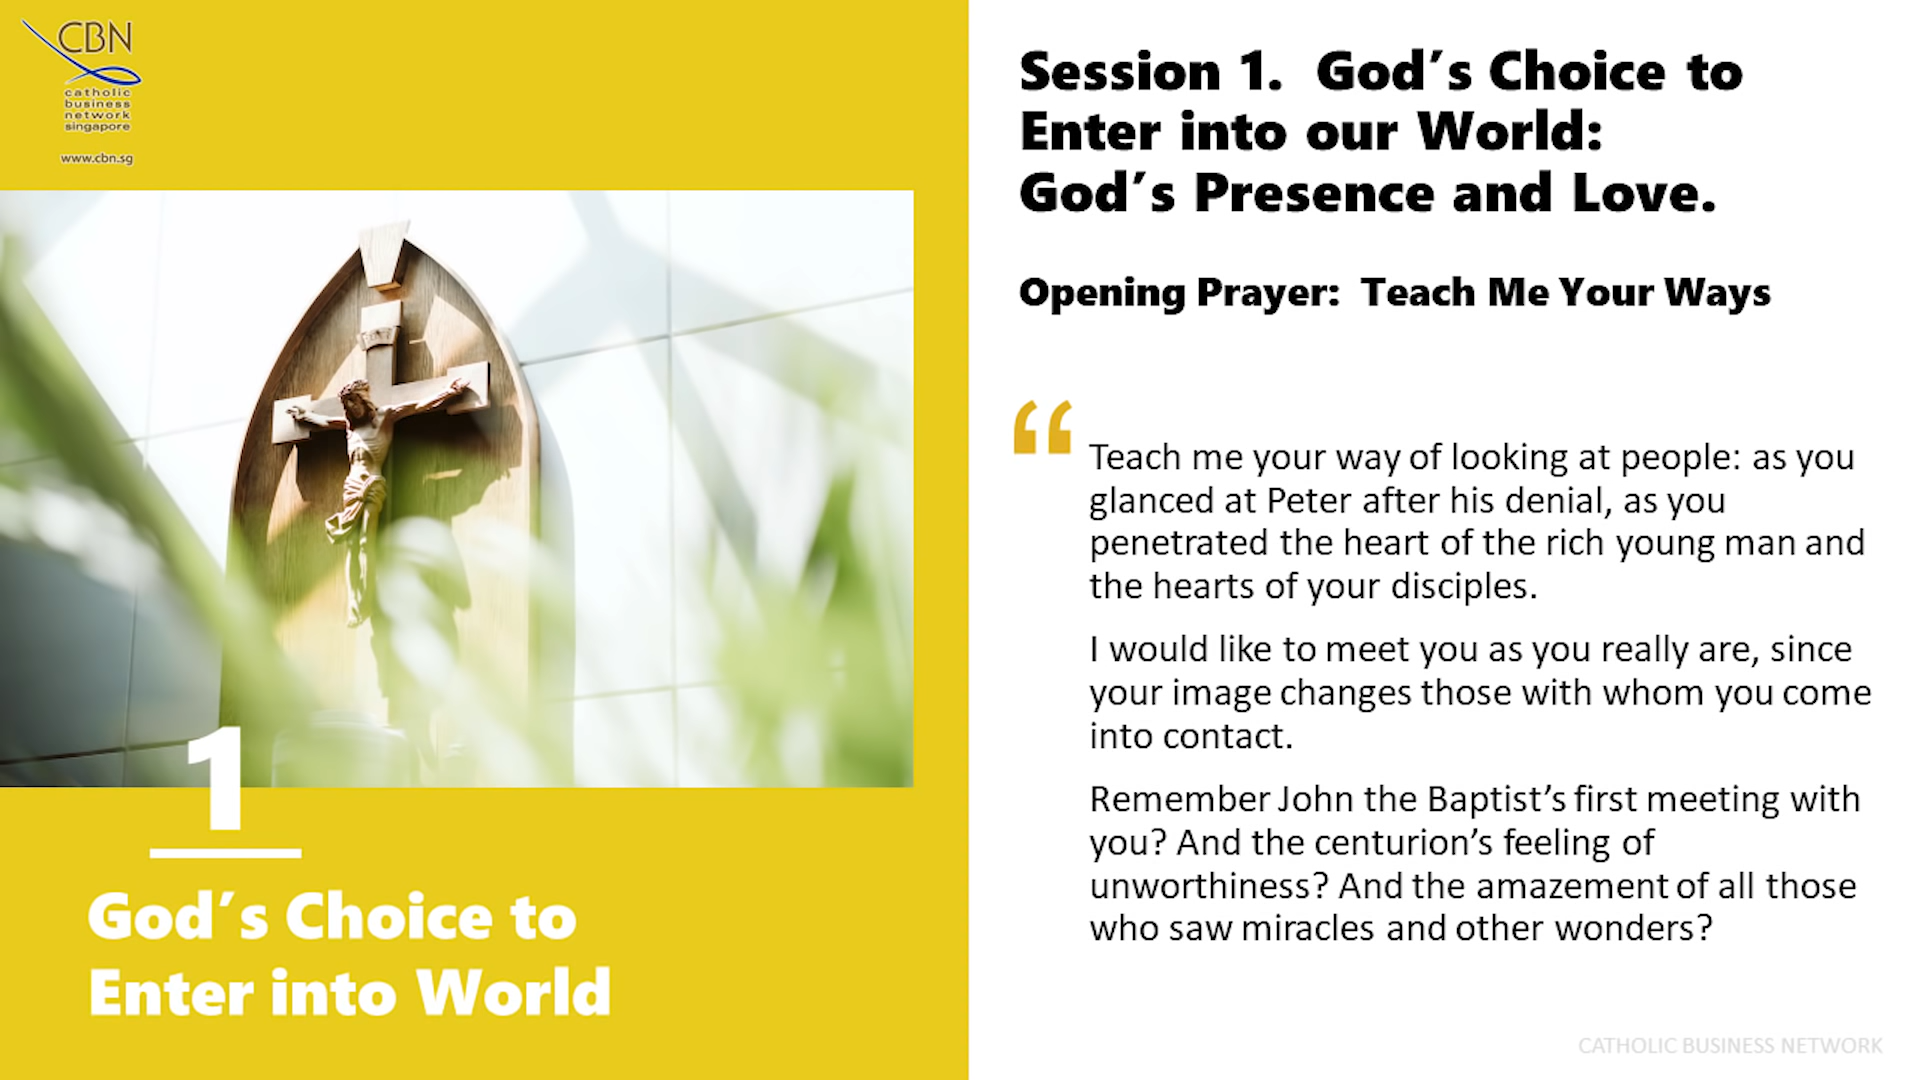 CBN
catholic
business
network
singapore
www.cbn.sg
1
God´s Choice to
Enter into World
Session 1.  God´s Choice to
Enter into our World:
God´s Presence and Love.
Opening Prayer:  Teach Me Your Ways
“
Teach me your way of looking at people: as you
glanced at Peter after his denial, as you
penetrated the heart of the rich young man and
the hearts of your disciples.
I would like to meet you as you really are, since
your image changes those with whom you come
into contact.
Remember John the Baptist’s first meeting with
you? And the centurion’s feeling of
unworthiness? And the amazement of all those
who saw miracles and other wonders?
CATHOLIC BUSINESS NETWORK